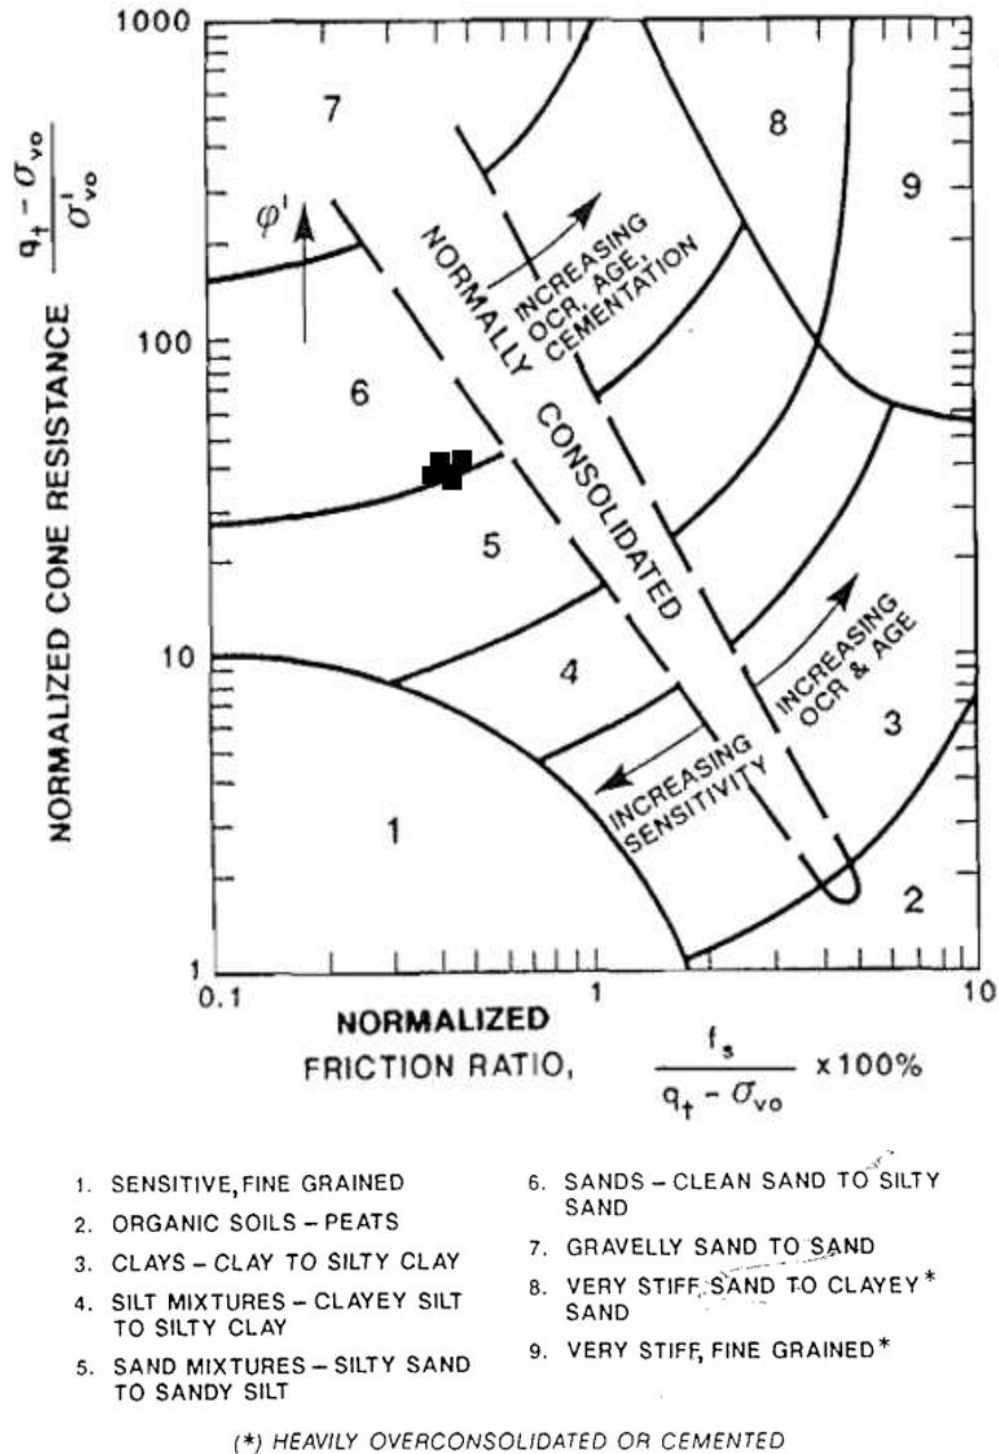 1000
7
8
9
q_t - σ_vo
σ'_vo
φ'
NORMALLY CONSOLIDATED
INCREASING
OCR, AGE,
CEMENTATION
100
6
5
10
4
INCREASING
OCR & AGE
3
INCREASING
SENSITIVITY
1
2
1
0.1
1
10
NORMALIZED CONE RESISTANCE
NORMALIZED
FRICTION RATIO,
f_s
q_t - σ_vo
x100%
1. SENSITIVE, FINE GRAINED
2. ORGANIC SOILS – PEATS
3. CLAYS – CLAY TO SILTY CLAY
4. SILT MIXTURES – CLAYEY SILT
TO SILTY CLAY
5. SAND MIXTURES – SILTY SAND
TO SANDY SILT
6. SANDS – CLEAN SAND TO SILTY
SAND
7. GRAVELLY SAND TO SAND
8. VERY STIFF SAND TO CLAYEY*
SAND
9. VERY STIFF, FINE GRAINED*
(*) HEAVILY OVERCONSOLIDATED OR CEMENTED